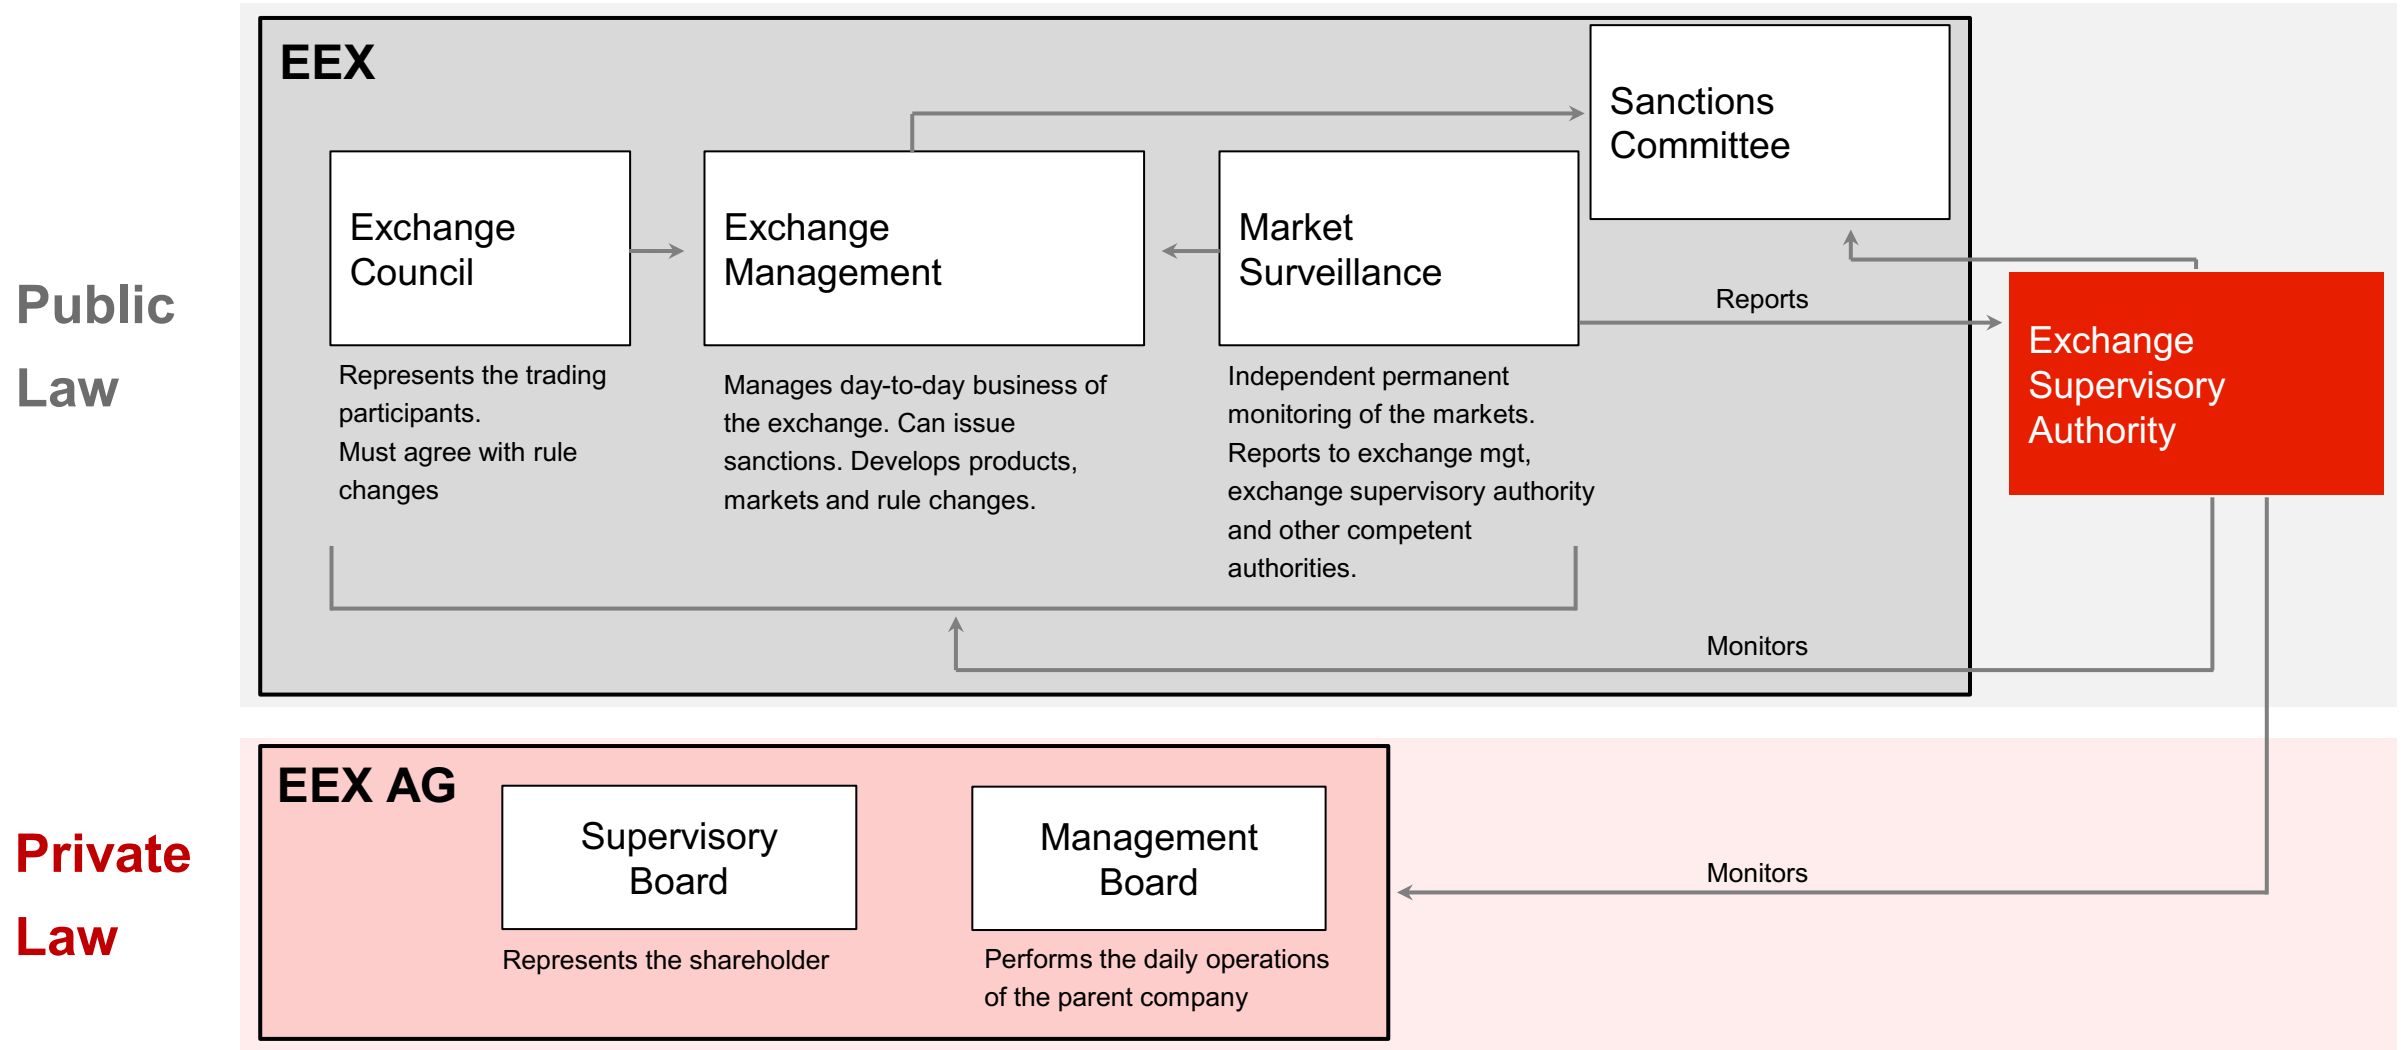 Public
Law
EEX
Exchange
Council
Represents the trading
participants.
Must agree with rule
changes
Exchange
Management
Manages day-to-day business of
the exchange. Can issue
sanctions. Develops products,
markets and rule changes.
Market
Surveillance
Independent permanent
monitoring of the markets.
Reports to exchange mgt,
exchange supervisory authority
and other competent
authorities.
Sanctions
Committee
Reports
Exchange
Supervisory
Authority
Monitors
Private
Law
EEX AG
Supervisory
Board
Represents the shareholder
Management
Board
Performs the daily operations
of the parent company
Monitors